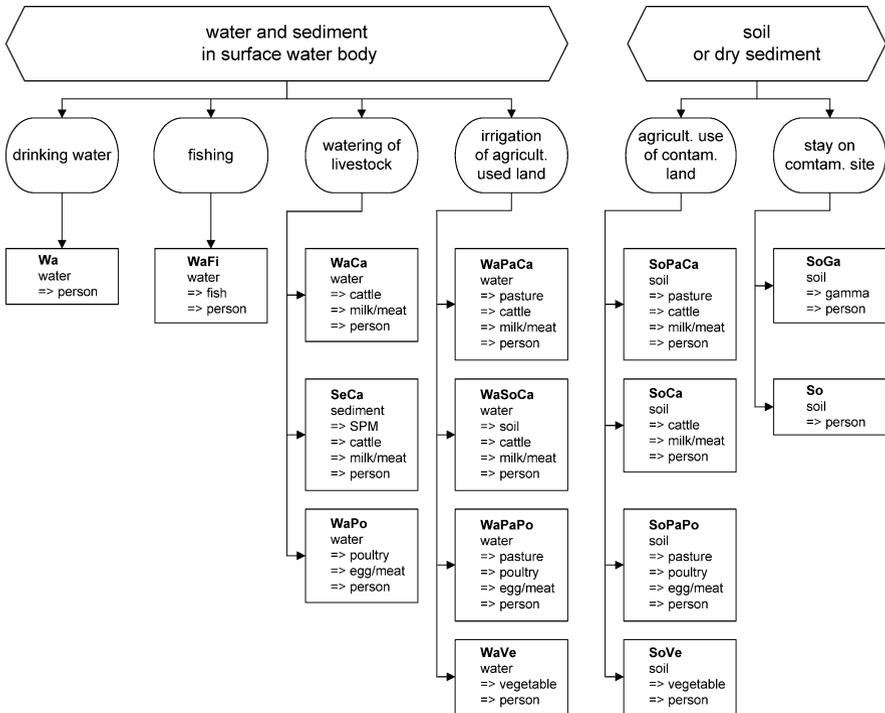 water and sediment
in surface water body
soil
or dry sediment
drinking water
fishing
watering of
livestock
irrigation
of agricult.
used land
agricult. use
of contam.
land
stay on
comtam. site
Wa
water
=> person
WaFi
water
=> fish
=> person
WaCa
water
=> cattle
=> milk/meat
=> person
SeCa
sediment
=> SPM
=> cattle
=> milk/meat
=> person
WaPo
water
=> poultry
=> egg/meat
=> person
WaPaCa
water
=> pasture
=> cattle
=> milk/meat
=> person
WaSoCa
water
=> soil
=> cattle
=> milk/meat
=> person
WaPaPo
water
=> pasture
=> poultry
=> egg/meat
=> person
WaVe
water
=> vegetable
=> person
SoPaCa
soil
=> pasture
=> cattle
=> milk/meat
=> person
SoCa
soil
=> cattle
=> milk/meat
=> person
SoPaPo
soil
=> pasture
=> poultry
=> egg/meat
=> person
SoVe
soil
=> vegetable
=> person
SoGa
soil
=> gamma
=> person
So
soil
=> person